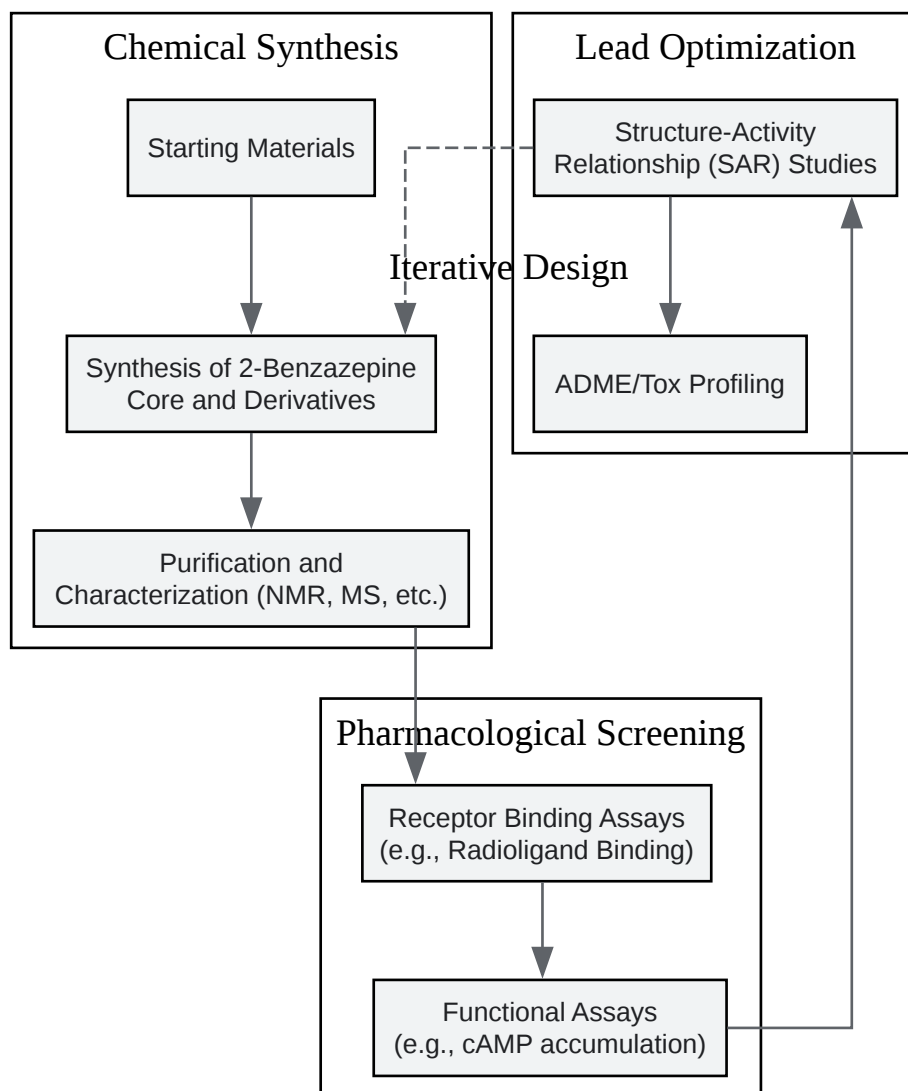 Chemical Synthesis
Starting Materials
Synthesis of 2-Benzazepine
Core and Derivatives
Purification and
Characterization (NMR, MS, etc.)
Lead Optimization
Structure-Activity
Relationship (SAR) Studies
Iterative Design
ADME/Tox Profiling
Pharmacological Screening
Receptor Binding Assays
(e.g., Radioligand Binding)
Functional Assays
(e.g., cAMP accumulation)